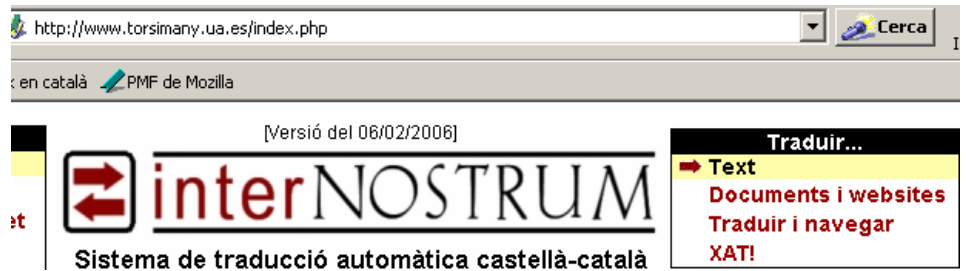 http://www.torsimany.ua.es/index.php
Cerca
en català
PMF de Mozilla
[Versió del 06/02/2006]
interNOSTRUM
Sistema de traducció automàtica castellà-català
Traduir...
Text
Documents i websites
Traduir i navegar
XAT!
et